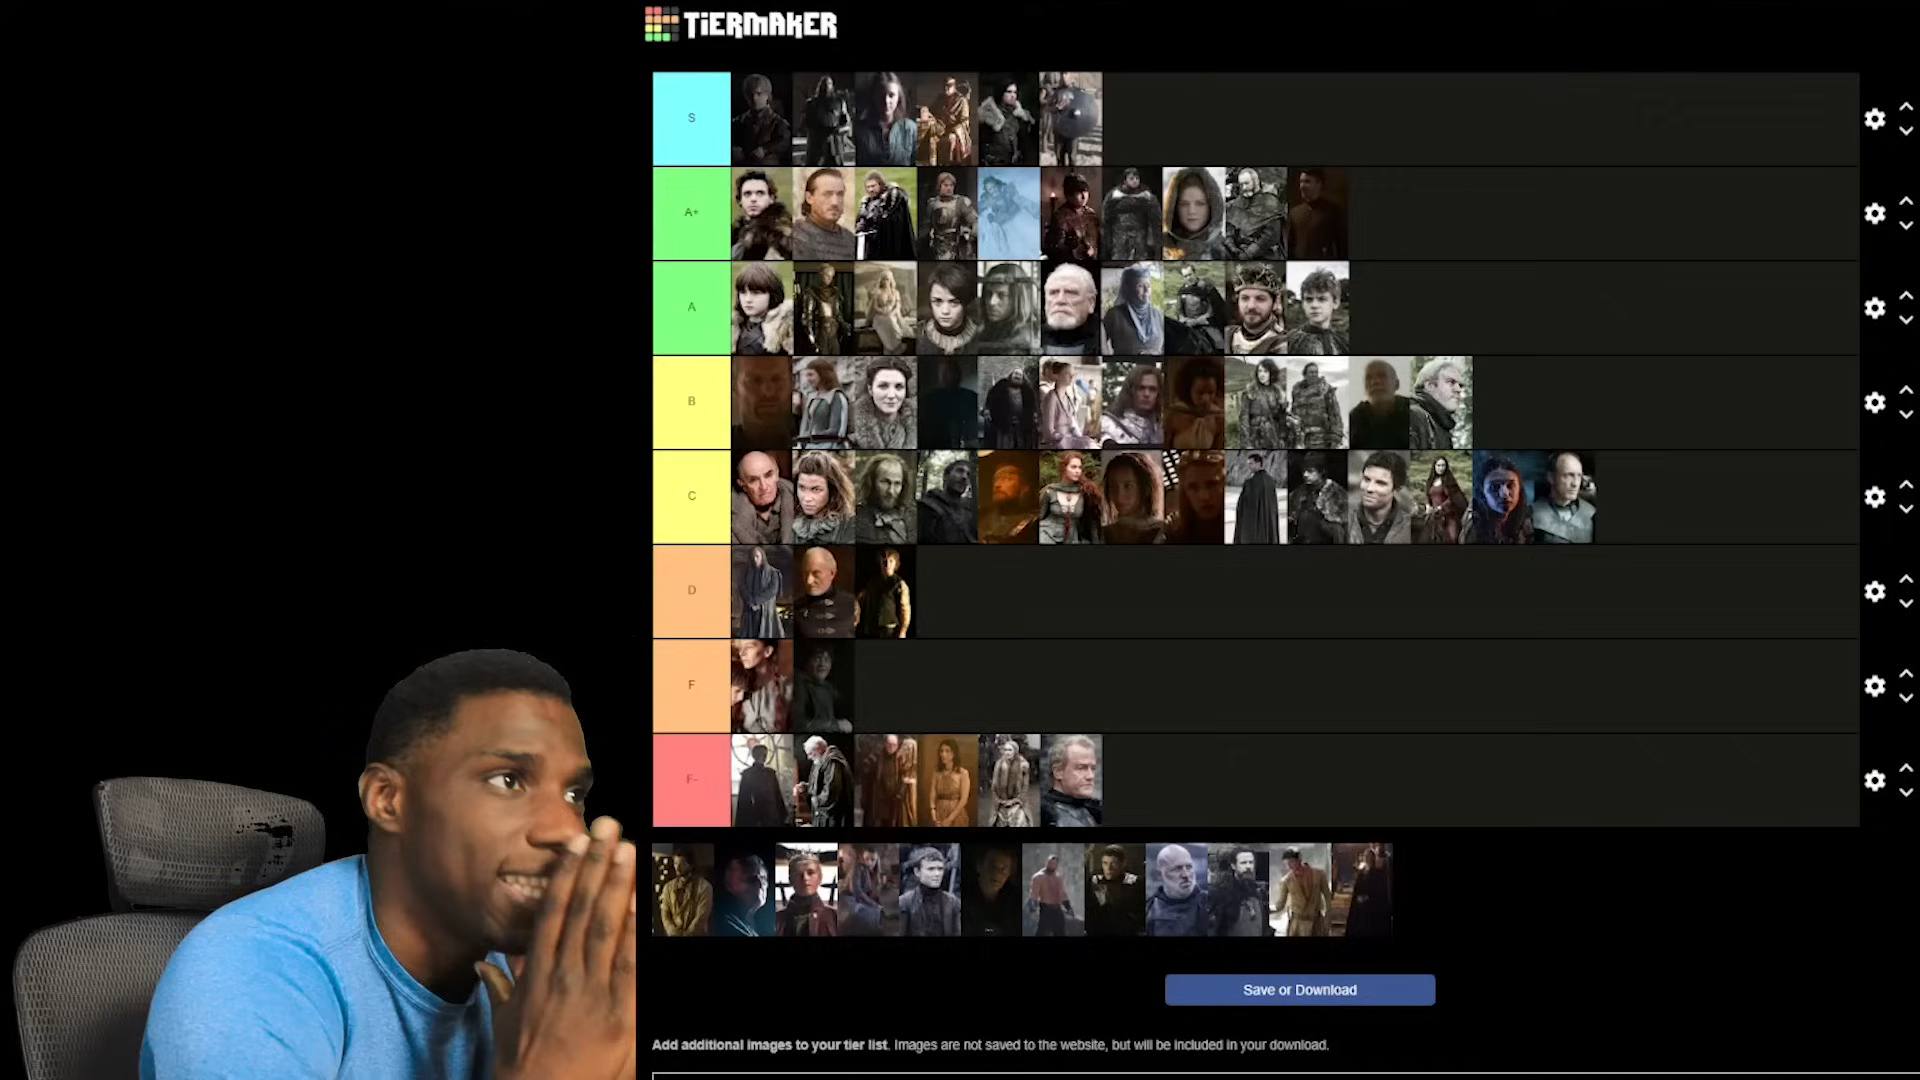 TiERMAKER
S
A+
A
B
C
D
F
F-
Save or Download
Add additional images to your tier list. Images are not saved to the website, but will be included in your download.